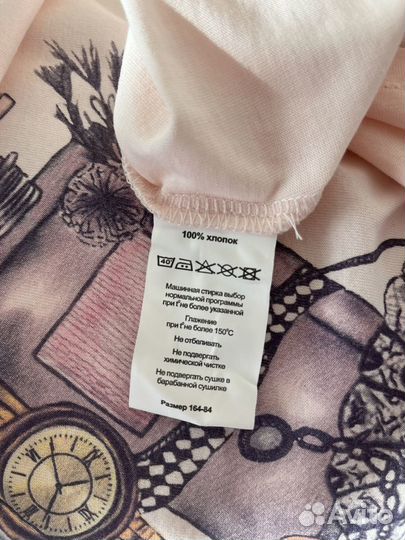 100% хлопок
40
Машинная стирка выбор
нормальной программы
при t°не более указанной
Глажение
при t°не более 150°С
Не отбеливать
Не подвергать
химической чистке
Не подвергать сушке в
барабанной сушилке
Размер 164-84
Avito